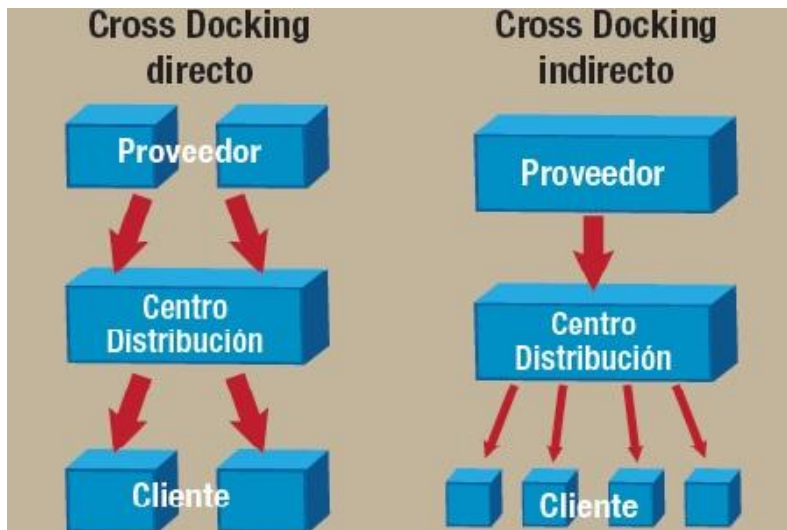 Cross Docking
directo
Proveedor
Centro
Distribución
Cliente
Cross Docking
indirecto
Proveedor
Centro
Distribución
Cliente